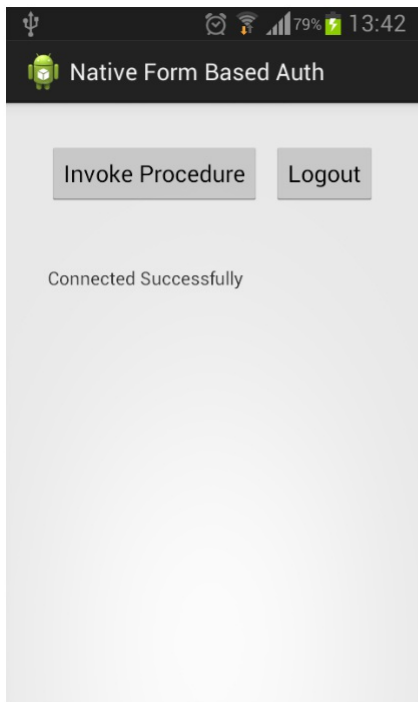 79% 13:42
Native Form Based Auth
Invoke Procedure Logout
Connected Successfully